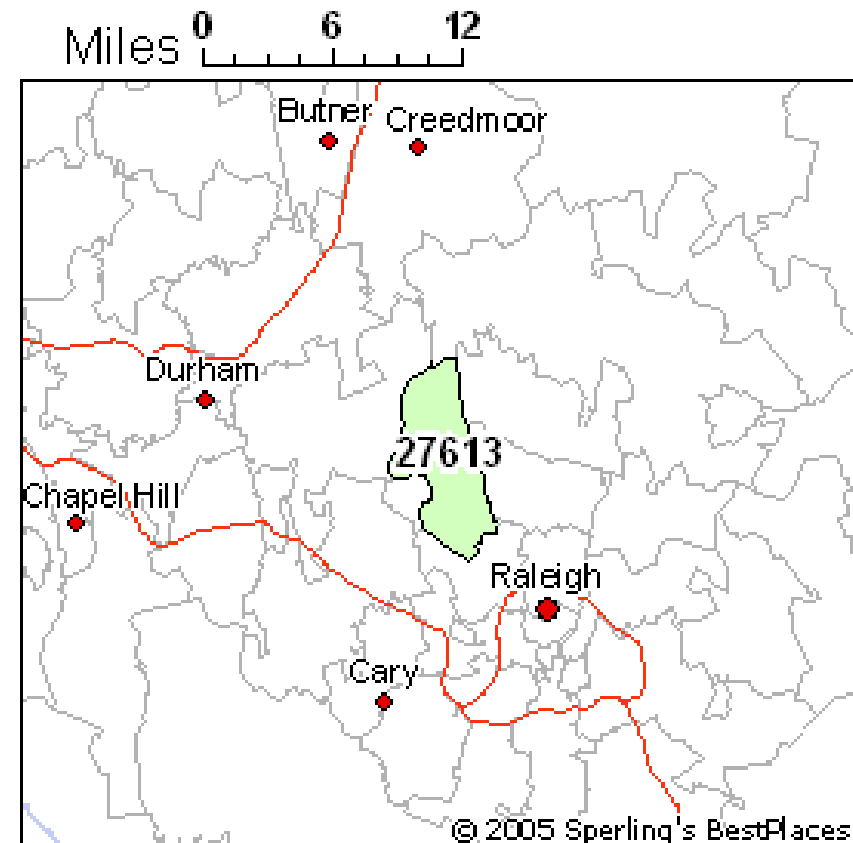 0 6 12
Miles
Butner
Creedmoor
Durham
27613
Chapel Hill
Raleigh
Cary
© 2005 Sperling's BestPlaces